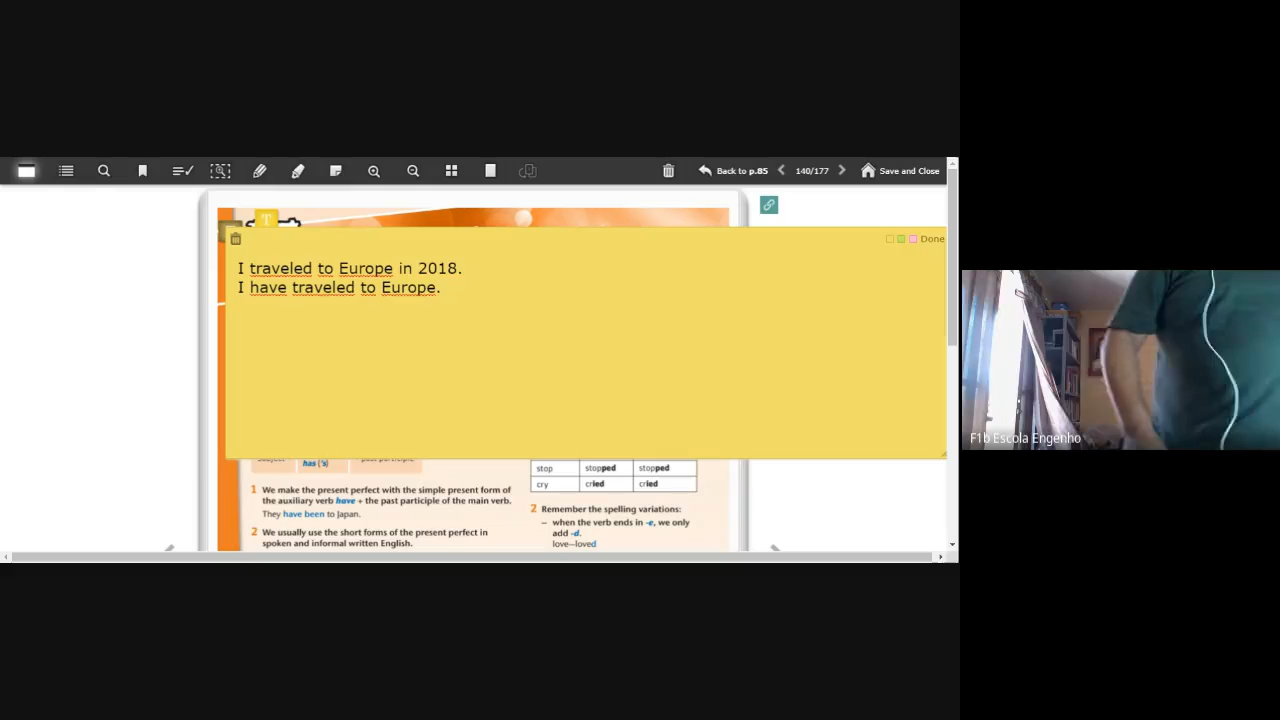 Back to p.85
140/177
Save and Close
T
Done
I traveled to Europe in 2018.
I have traveled to Europe.
has ('s)
past participle
1 We make the present perfect with the simple present form of
the auxiliary verb have + the past participle of the main verb.
They have been to Japan.
2 We usually use the short forms of the present perfect in
spoken and informal written English.
stop stopped stopped
cry cried cried
2 Remember the spelling variations:
– when the verb ends in -e, we only
add -d.
love—loved
F1b Escola Engenho